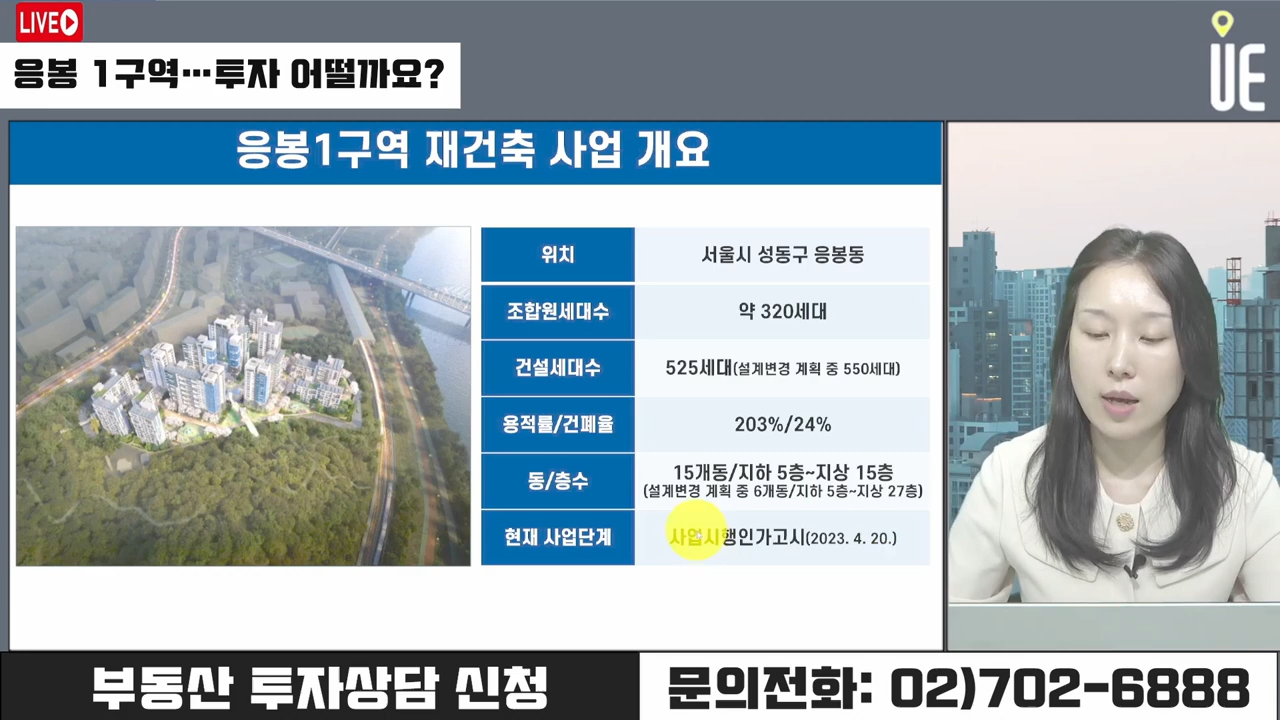 LIVE
응봉 1구역…투자 어떨까요?
UE
응봉1구역 재건축 사업 개요
위치
서울시 성동구 응봉동
조합원세대수
약 320세대
건설세대수
525세대(설계변경 계획 중 550세대)
용적률/건폐율
203%/24%
동/층수
15개동/지하 5층~지상 15층
(설계변경 계획 중 6개동/지하 5층~지상 27층)
현재 사업단계
사업시행인가고시(2023. 4. 20.)
부동산 투자상담 신청
문의전화: 02)702-6888